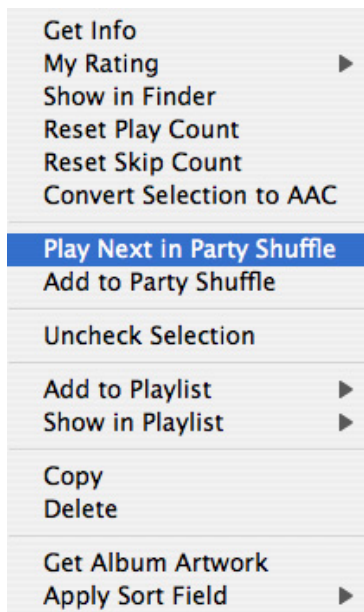 Get Info
My Rating
Show in Finder
Reset Play Count
Reset Skip Count
Convert Selection to AAC
Play Next in Party Shuffle
Add to Party Shuffle
Uncheck Selection
Add to Playlist
Show in Playlist
Copy
Delete
Get Album Artwork
Apply Sort Field